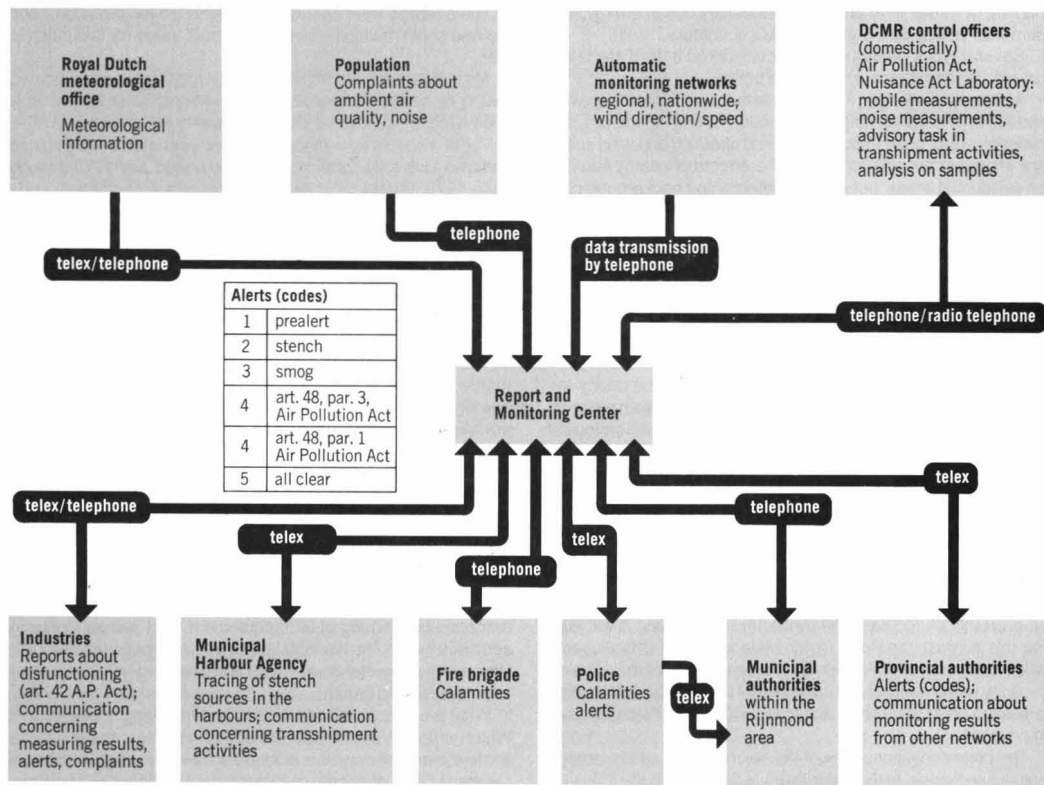 Royal Dutch
meteorological
office
Meteorological
information
Population
Complaints about
ambient air
quality, noise
Automatic
monitoring networks
regional, nationwide;
wind direction/speed
DCMR control officers
(domestically)
Air Pollution Act,
Nuisance Act Laboratory:
mobile measurements,
noise measurements,
advisory task in
transhipment activities,
analysis on samples
telex/telephone
telephone
data transmission
by telephone
telephone/radio telephone
Alerts (codes)
1 prealert
2 stench
3 smog
4 art. 48, par. 3,
Air Pollution Act
4 art. 48, par. 1
Air Pollution Act
5 all clear
Report and
Monitoring Center
telex/telephone
telex
telephone
telex
telephone
telex
Industries
Reports about
disfunctioning
(art. 42 A.P. Act);
communication
concerning
measuring results,
alerts, complaints
Municipal
Harbour Agency
Tracing of stench
sources in the
harbours; communication
concerning transshipment
activities
Fire brigade
Calamities
Police
Calamities
alerts
telex
Municipal
authorities
within the
Rijnmond
area
Provincial authorities
Alerts (codes);
communication about
monitoring results
from other networks